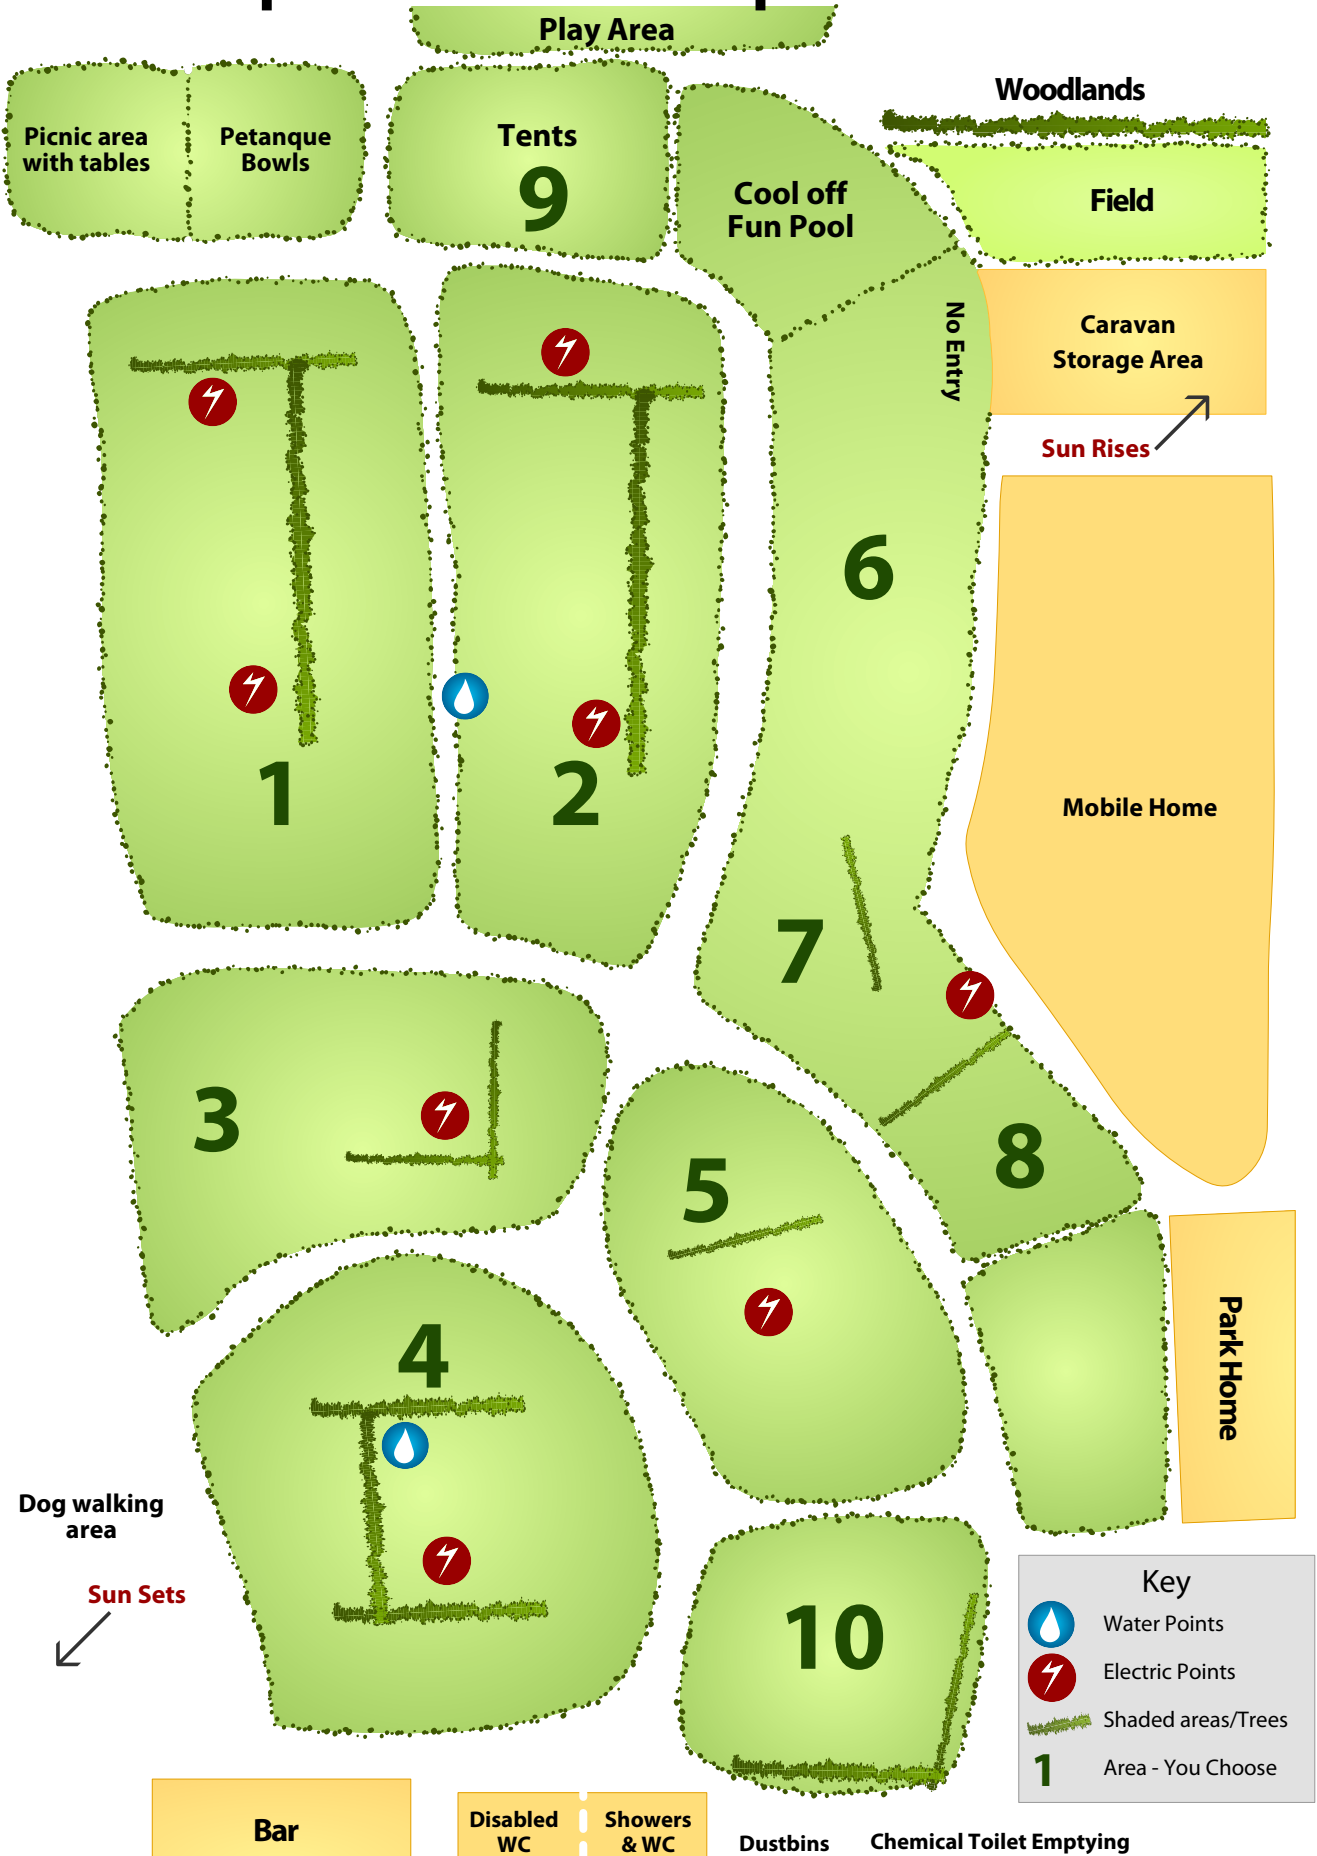 Play Area
Picnic area
with tables
Petanque
Bowls
Tents
9
Cool off
Fun Pool
Woodlands
Field
No Entry
Caravan
Storage Area
Sun Rises
6
Mobile Home
1
2
7
3
5
8
4
Park Home
Dog walking
area
Sun Sets
10
Key
Water Points
Electric Points
Shaded areas/Trees
1 Area - You Choose
Bar
Disabled
WC
Showers
& WC
Dustbins
Chemical Toilet Emptying